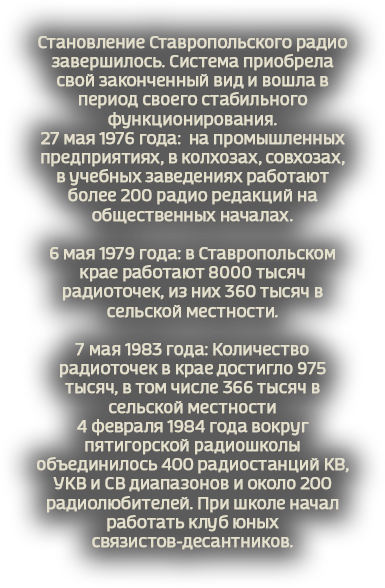 Становление Ставропольского радио
завершилось. Система приобрела
свой законченный вид и вошла в
период своего стабильного
функционирования.
27 мая 1976 года:  на промышленных
предприятиях, в колхозах, совхозах,
в учебных заведениях работают
более 200 радио редакций на
общественных началах.

6 мая 1979 года: в Ставропольском
крае работают 8000 тысяч
радиоточек, из них 360 тысяч в
сельской местности.

7 мая 1983 года: Количество
радиоточек в крае достигло 975
тысяч, в том числе 366 тысяч в
сельской местности
4 февраля 1984 года вокруг
пятигорской радиошколы
объединилось 400 радиостанций КВ,
УКВ и СВ диапазонов и около 200
радиолюбителей. При школе начал
работать клуб юных
связистов-десантников.